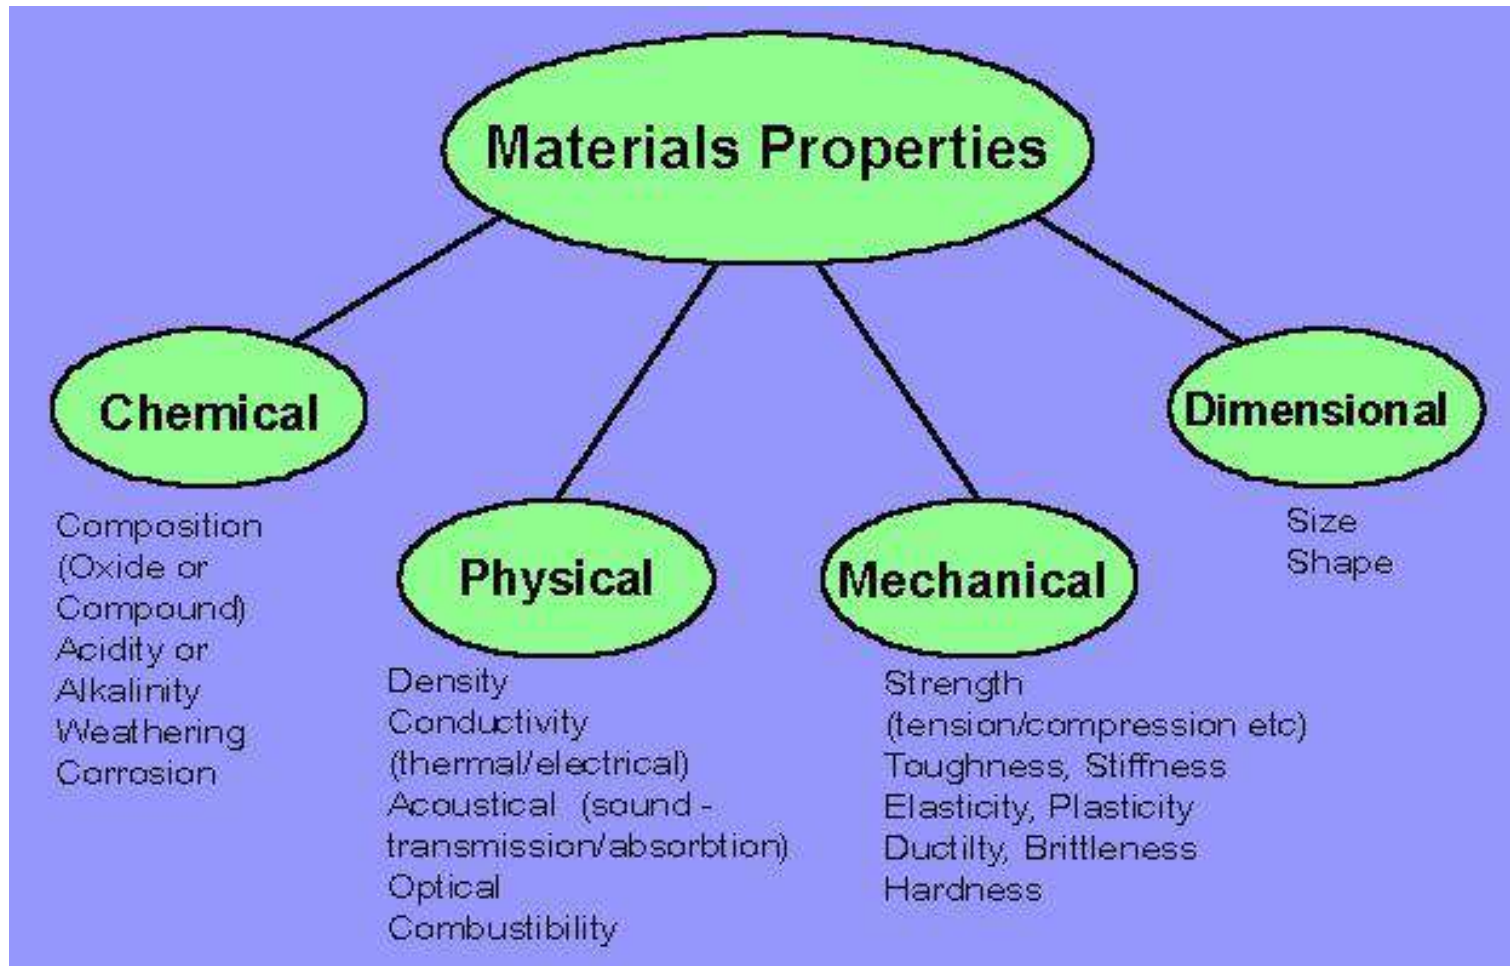 Materials Properties
Chemical
Composition
(Oxide or
Compound)
Acidity or
Alkalinity
Weathering
Corrosion
Physical
Density
Conductivity
(thermal/electrical)
Acoustical (sound -
transmission/absorbtion)
Optical
Combustibility
Mechanical
Strength
(tension/compression etc)
Toughness, Stiffness
Elasticity, Plasticity
Ductilty, Brittleness
Hardness
Dimensional
Size
Shape